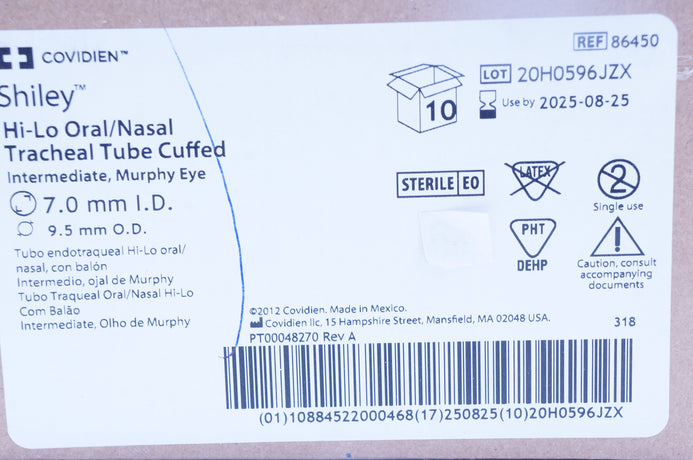 COVIDIEN™
Shiley™
Hi-Lo Oral/Nasal
Tracheal Tube Cuffed
Intermediate, Murphy Eye
7.0 mm I.D.
9.5 mm O.D.
Tubo endotraqueal Hi-Lo oral/
nasal, con balón
Intermedio, ojal de Murphy
Tubo Traqueal Oral/Nasal Hi-Lo
Com Balão
Intermediate, Olho de Murphy
REF 86450
10
LOT 20H0596JZX
Use by 2025-08-25
STERILE EO
LATEX
2
Single use
PHT
DEHP
!
Caution, consult
accompanying
documents
©2012 Covidien. Made in Mexico.
Covidien llc, 15 Hampshire Street, Mansfield, MA 02048 USA.
318
PT00048270 Rev A
(01)10884522000468(17)250825(10)20H0596JZX